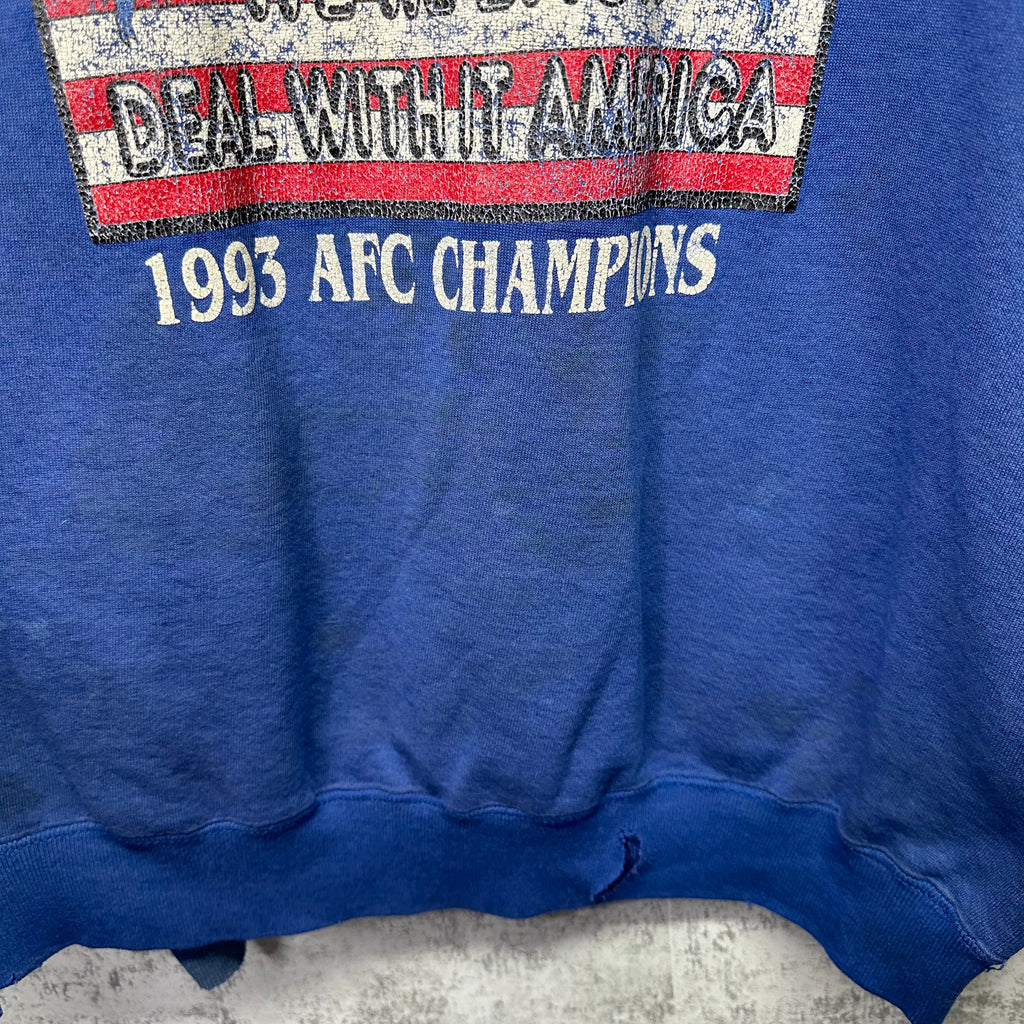 DEAL WITH IT AMERICA
1993 AFC CHAMPIONS